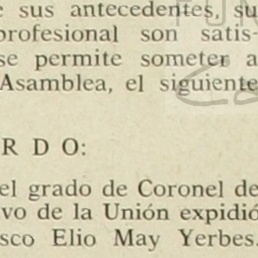 sus antecedentes, su
profesional son satis-
se permite someter a
Asamblea, el siguiente
R D O:
el grado de Coronel de
vo de la Unión expidió
sco Elio May Yerbes.